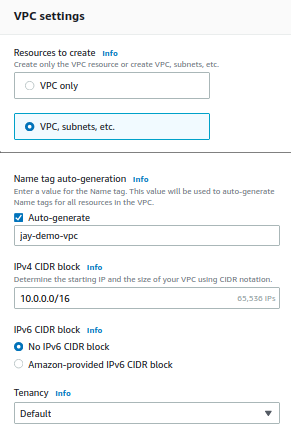 VPC settings
Resources to create Info
Create only the VPC resource or create VPC, subnets, etc.
VPC only
VPC, subnets, etc.
Name tag auto-generation Info
Enter a value for the Name tag. This value will be used to auto-generate
Name tags for all resources in the VPC.
Auto-generate
jay-demo-vpc
IPv4 CIDR block Info
Determine the starting IP and the size of your VPC using CIDR notation.
10.0.0.0/16 65,536 IPs
IPv6 CIDR block Info
No IPv6 CIDR block
Amazon-provided IPv6 CIDR block
Tenancy Info
Default